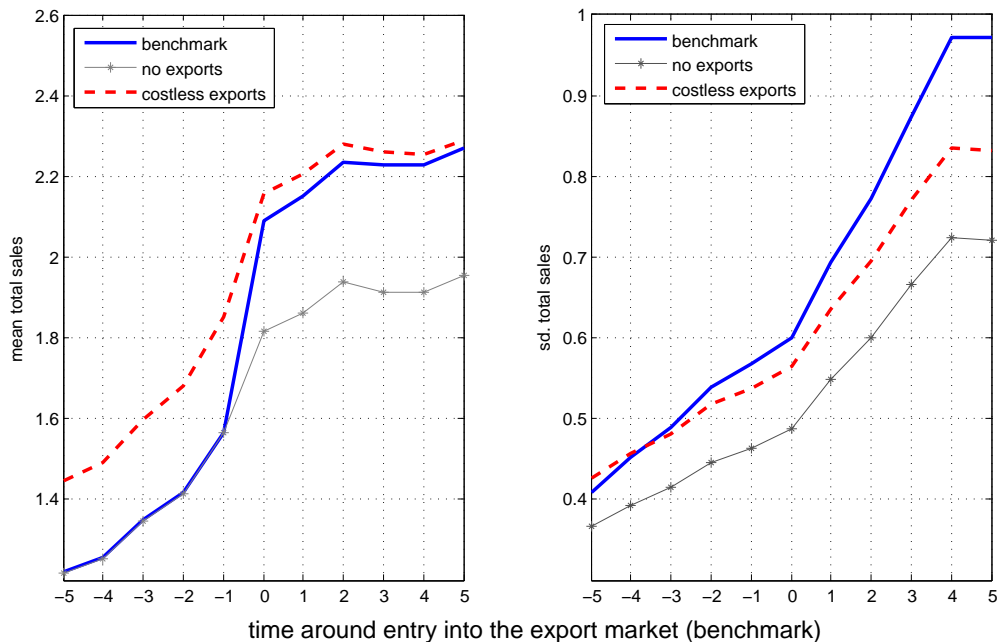 2.6
2.4
2.2
2
1.8
1.6
1.4
mean total sales
benchmark
no exports
costless exports
−5 −4 −3 −2 −1 0 1 2 3 4 5
1
0.9
0.8
0.7
0.6
0.5
0.4
sd. total sales
benchmark
no exports
costless exports
−5 −4 −3 −2 −1 0 1 2 3 4 5
time around entry into the export market (benchmark)